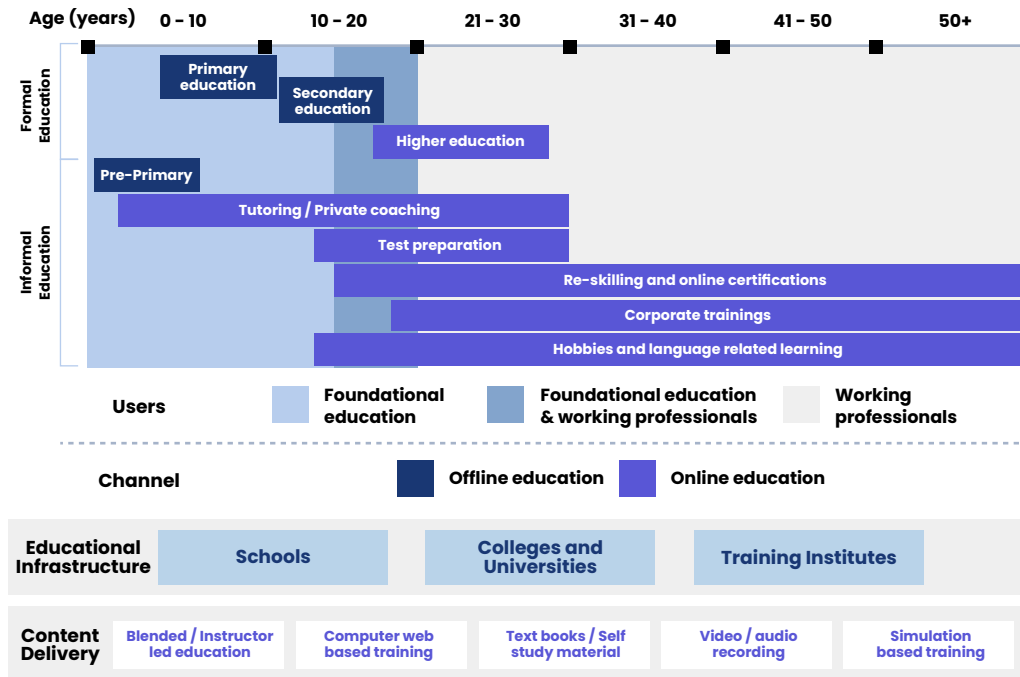 Age (years) 0 - 10 10 - 20 21 - 30 31 - 40 41 - 50 50+
Formal
Education
Primary
education
Secondary
education
Higher education
Informal
Education
Pre-Primary
Tutoring / Private coaching
Test preparation
Re-skilling and online certifications
Corporate trainings
Hobbies and language related learning
Users
Foundational
education
Foundational education
& working professionals
Working
professionals
Channel
Offline education
Online education
Educational
Infrastructure
Schools
Colleges and
Universities
Training Institutes
Content
Delivery
Blended / Instructor
led education
Computer web
based training
Text books / Self
study material
Video / audio
recording
Simulation
based training